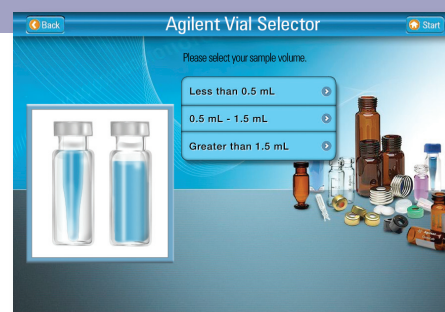 Back
Agilent Vial Selector
Start
Please select your sample volume.
Less than 0.5 mL
0.5 mL - 1.5 mL
Greater than 1.5 mL